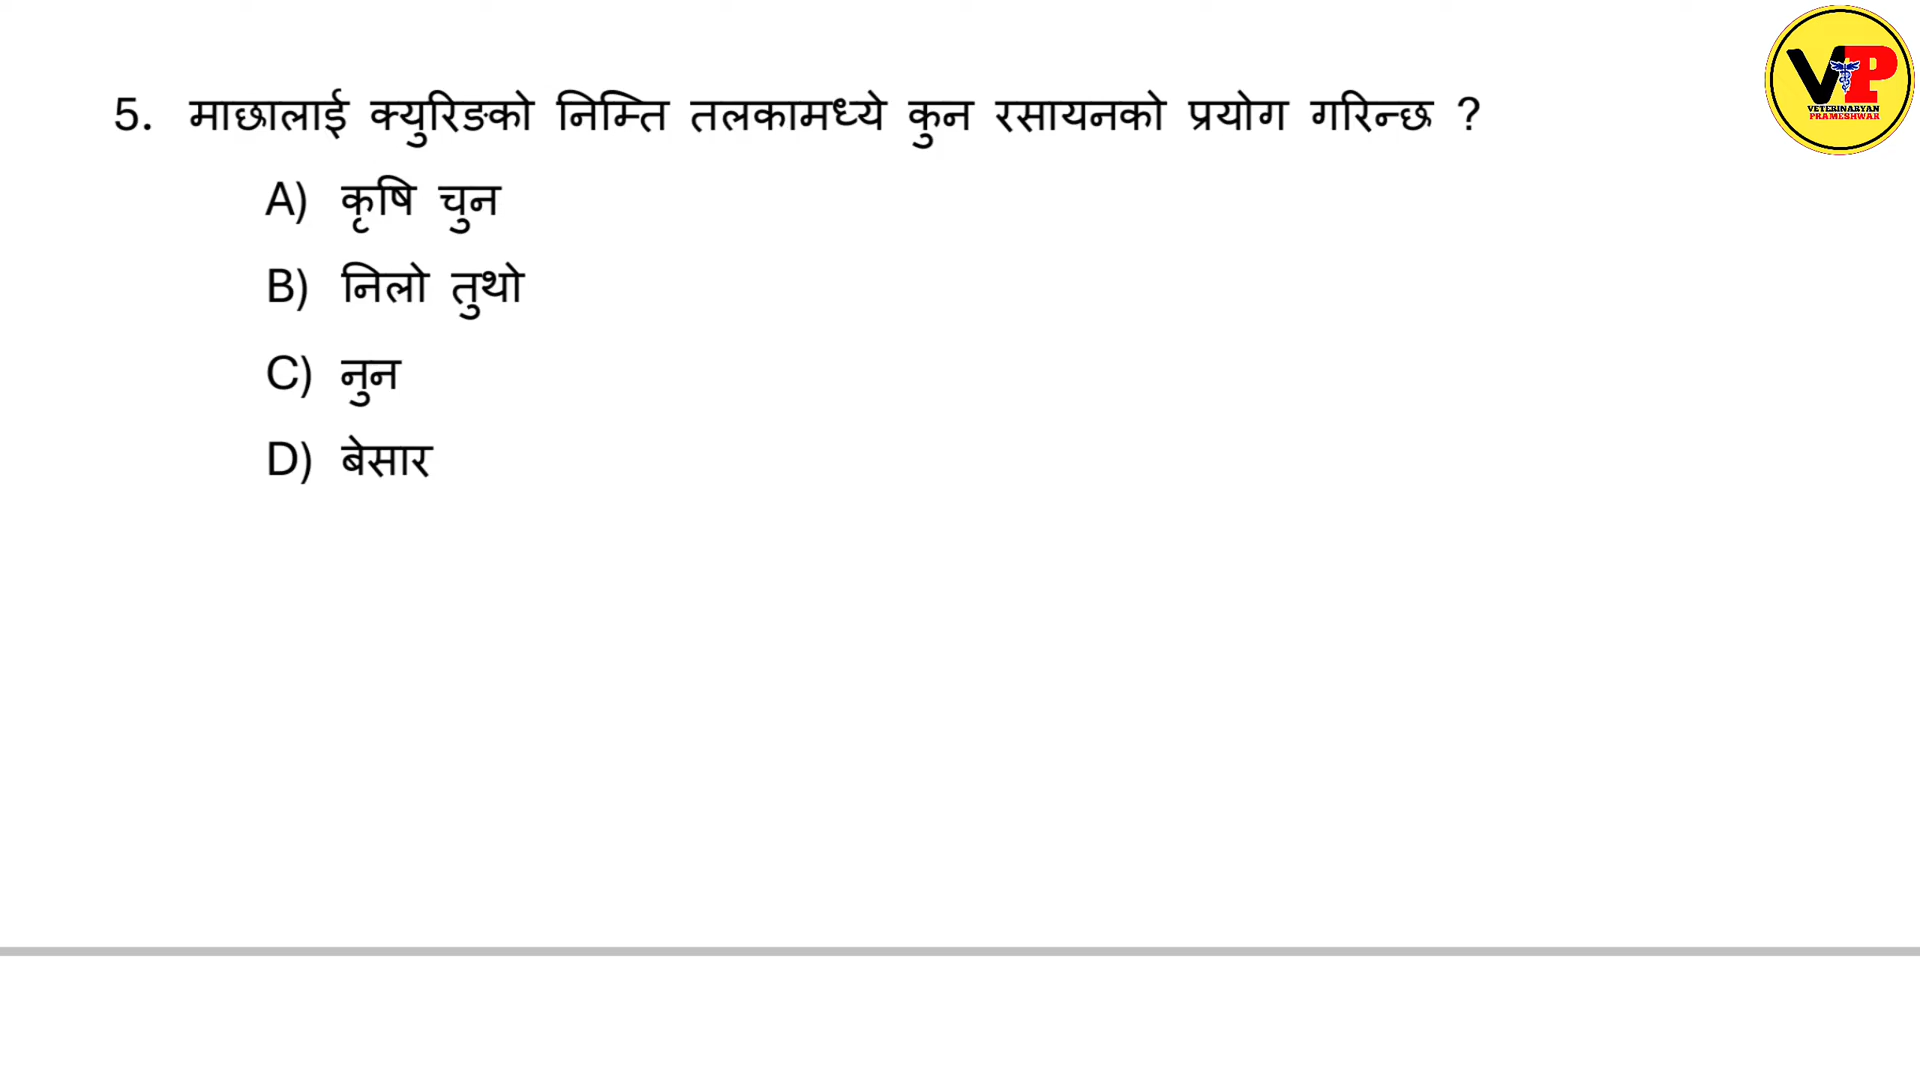 VP
VETERINARYAN
PRAMESHWAR
5. माछालाई क्युरिङको निम्ति तलकामध्ये कुन रसायनको प्रयोग गरिन्छ ?
A) कृषि चुन
B) निलो तुथो
C) नुन
D) बेसार